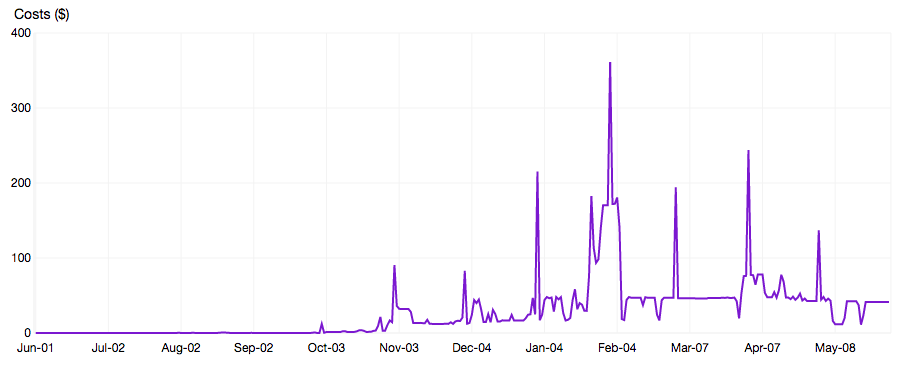 Costs ($)
400
300
200
100
0
Jun-01 Jul-02 Aug-02 Sep-02 Oct-03 Nov-03 Dec-04 Jan-04 Feb-04 Mar-07 Apr-07 May-08